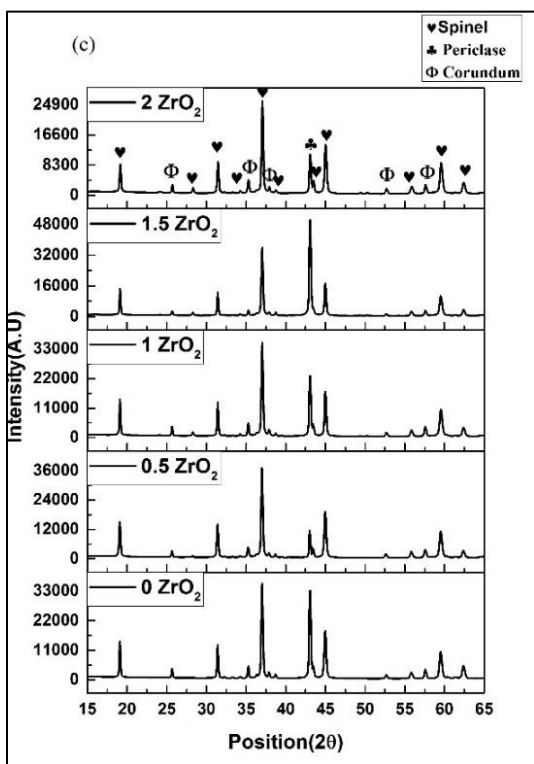 (c)
♥Spinel
♣ Periclase
Φ Corundum
2 ZrO₂
24900
16600
8300
0
♥ Φ ♥ ♥ ♥ Φ ♥ Φ ♥ ♣ ♥ ♥ Φ ♥ Φ ♥ ♥
1.5 ZrO₂
48000
32000
16000
0
1 ZrO₂
33000
22000
11000
0
0.5 ZrO₂
36000
24000
12000
0
0 ZrO₂
33000
22000
11000
0
Intensity(A.U)
15 20 25 30 35 40 45 50 55 60 65
Position(2θ)